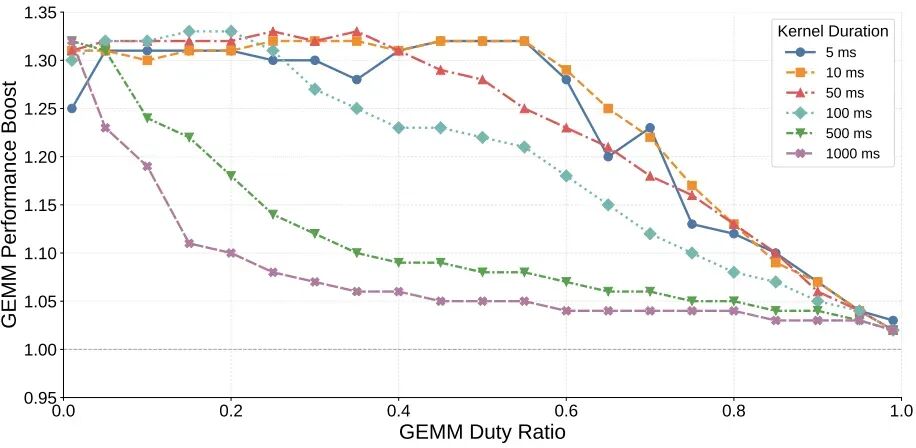 GEMM Performance Boost
1.35
1.30
1.25
1.20
1.15
1.10
1.05
1.00
0.95
0.0
0.2
0.4
0.6
0.8
1.0
GEMM Duty Ratio
Kernel Duration
5 ms
10 ms
50 ms
100 ms
500 ms
1000 ms